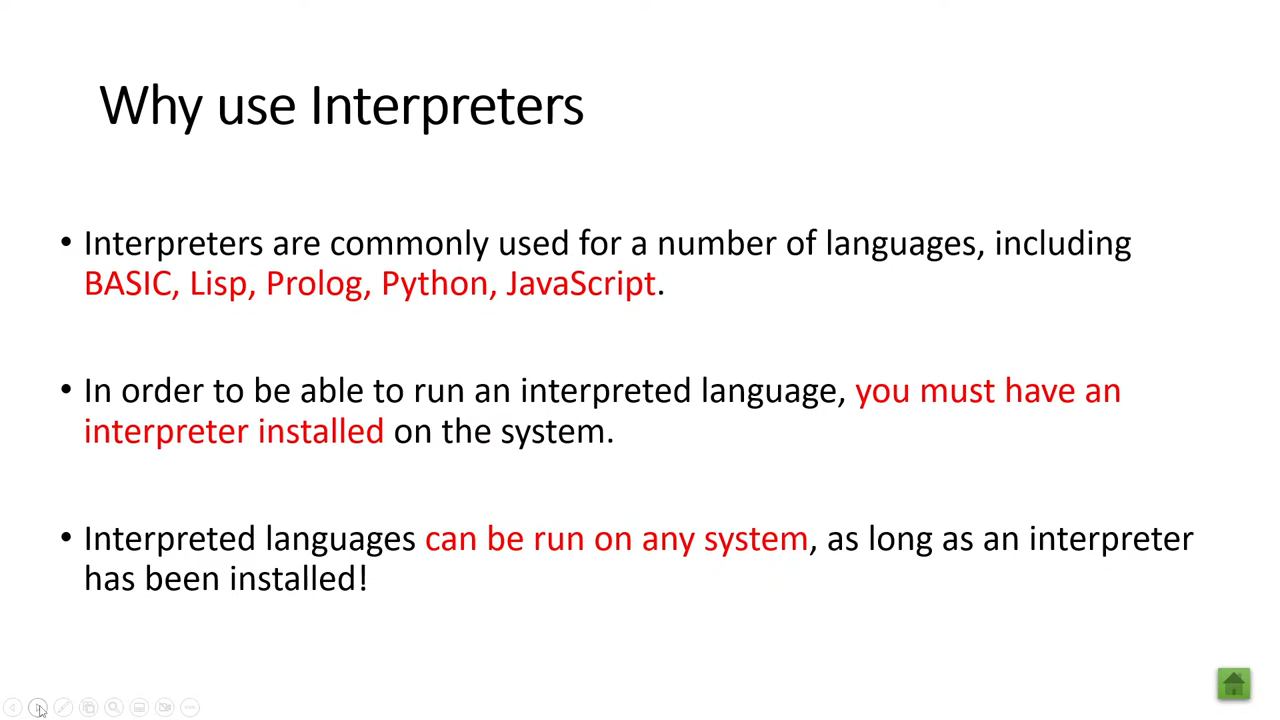 Why use Interpreters
• Interpreters are commonly used for a number of languages, including
BASIC, Lisp, Prolog, Python, JavaScript.
• In order to be able to run an interpreted language, you must have an
interpreter installed on the system.
• Interpreted languages can be run on any system, as long as an interpreter
has been installed!